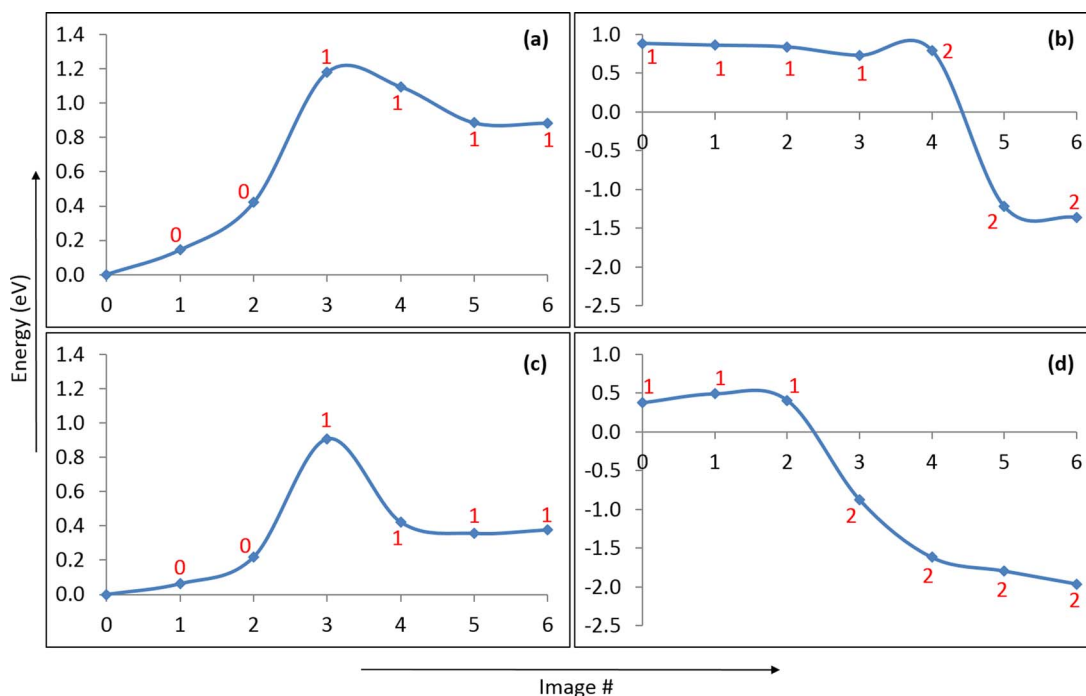 1.4 (a)
1.2 1
1.0 1
0.8 1 1
0.6
0.4 0
0.2 0
0.0
0 1 2 3 4 5 6
1.0 (b)
0.5 1 1 1 1 2
0.0
0 1 2 3 4 5 6
-0.5
-1.0
-1.5 2 2
-2.0
-2.5
Energy (eV)
1.4 (c)
1.2
1.0 1
0.8
0.6
0.4 1 1 1
0.2 0 0
0.0
0 1 2 3 4 5 6
1.0 (d)
0.5 1 1 1
0.0
0 1 2 3 4 5 6
-0.5
-1.0 2
-1.5
-2.0 2 2 2
-2.5
Image #